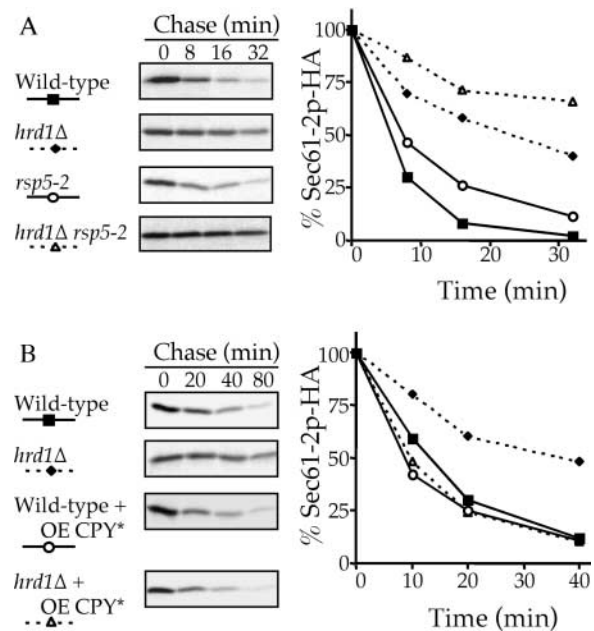 A
Chase (min)
0 8 16 32
Wild-type
hrd1Δ
rsp5-2
hrd1Δ rsp5-2
% Sec61-2p-HA
100
75
50
25
0
0 10 20 30
Time (min)
B
Chase (min)
0 20 40 80
Wild-type
hrd1Δ
Wild-type +
OE CPY*
hrd1Δ +
OE CPY*
% Sec61-2p-HA
100
75
50
25
0
0 10 20 30 40
Time (min)